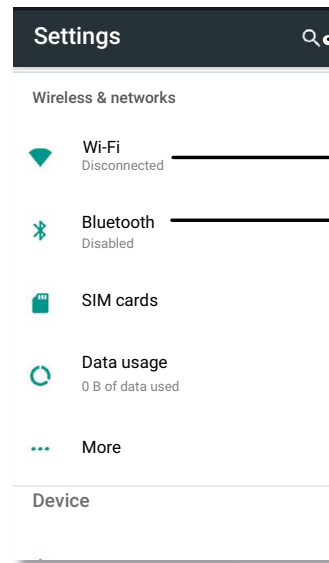 Settings
Wireless & networks
Wi-Fi
Disconnected
Bluetooth
Disabled
SIM cards
Data usage
0 B of data used
More
Device